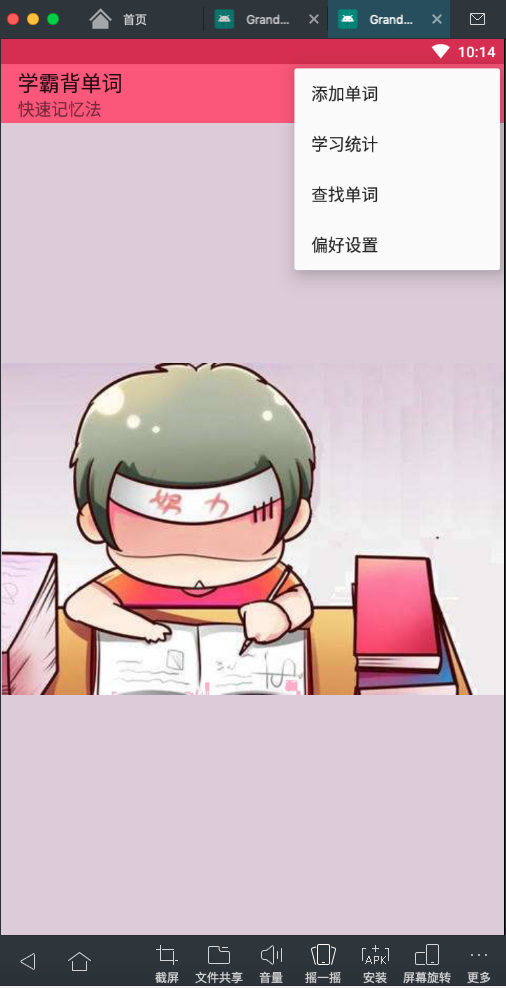 首页
Grand...
Grand...
10:14
学霸背单词
快速记忆法
添加单词
学习统计
查找单词
偏好设置
努力
截屏
文件共享
音量
摇一摇
APK
安装
屏幕旋转
更多